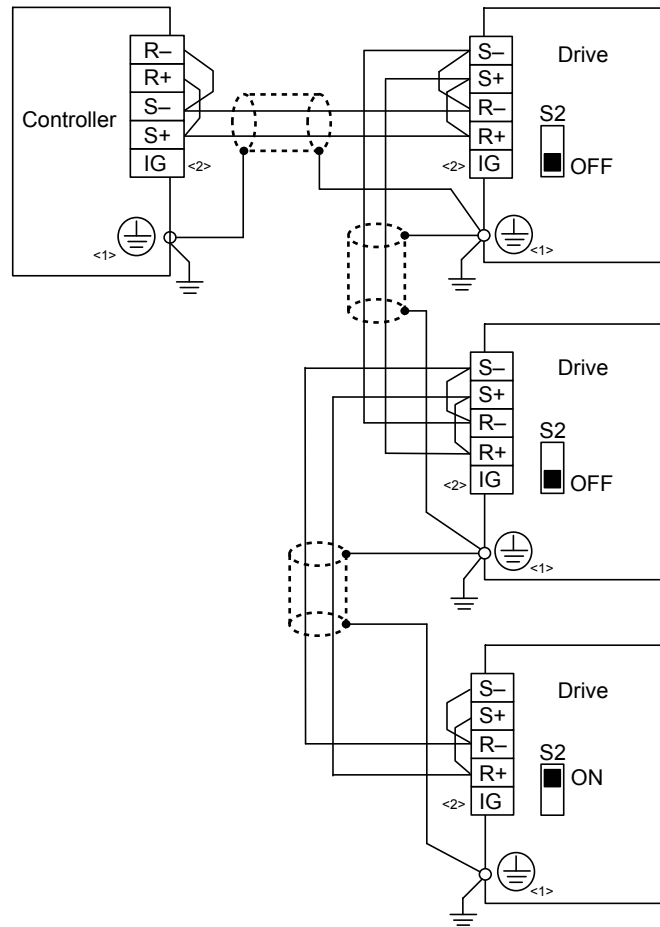 Controller
R–
R+
S–
S+
IG
<2>
<1>
S–
S+
R–
R+
IG
<2>
Drive
S2
OFF
<1>
S–
S+
R–
R+
IG
<2>
Drive
S2
OFF
<1>
S–
S+
R–
R+
IG
<2>
Drive
S2
ON
<1>